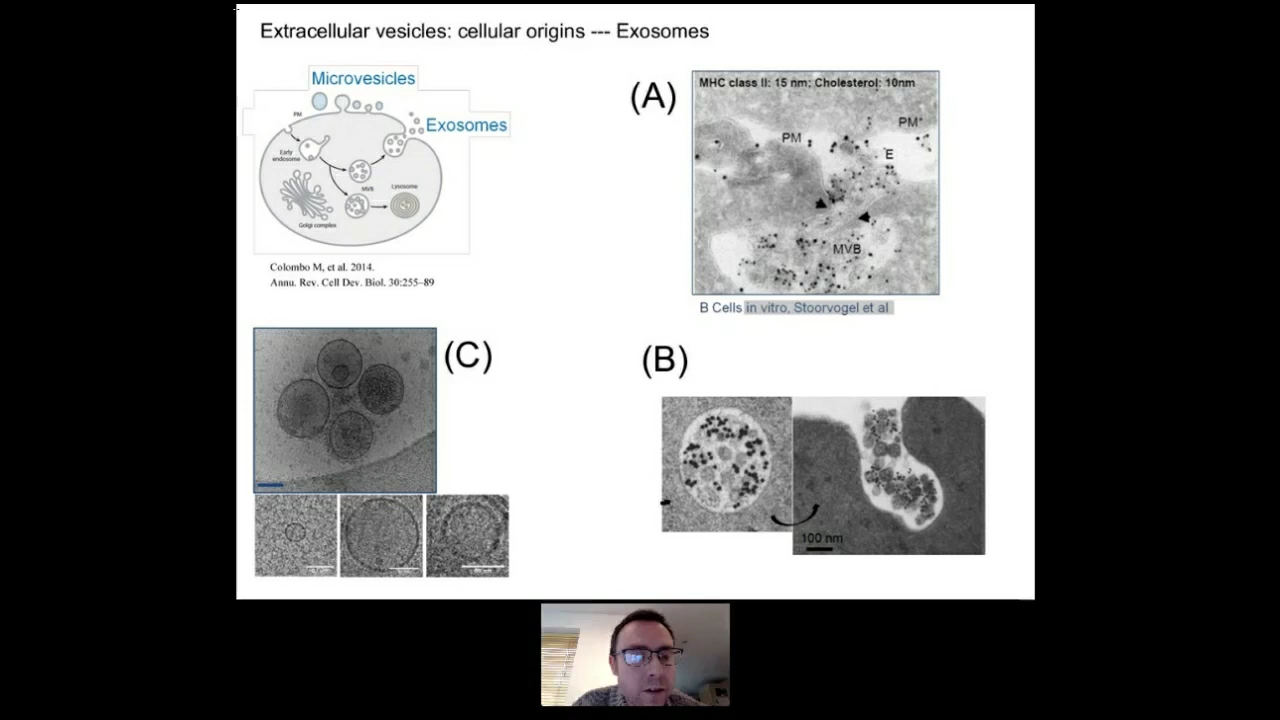 Extracellular vesicles: cellular origins --- Exosomes
Microvesicles
PM
Exosomes
Early
endosome
MVB
Lysosome
Golgi complex
Colombo M, et al. 2014.
Annu. Rev. Cell Dev. Biol. 30:255–89
(A)
MHC class II: 15 nm; Cholesterol: 10nm
PM
PM*
E
MVB
B Cells in vitro, Stoorvogel et al
(C)
(B)
100 nm